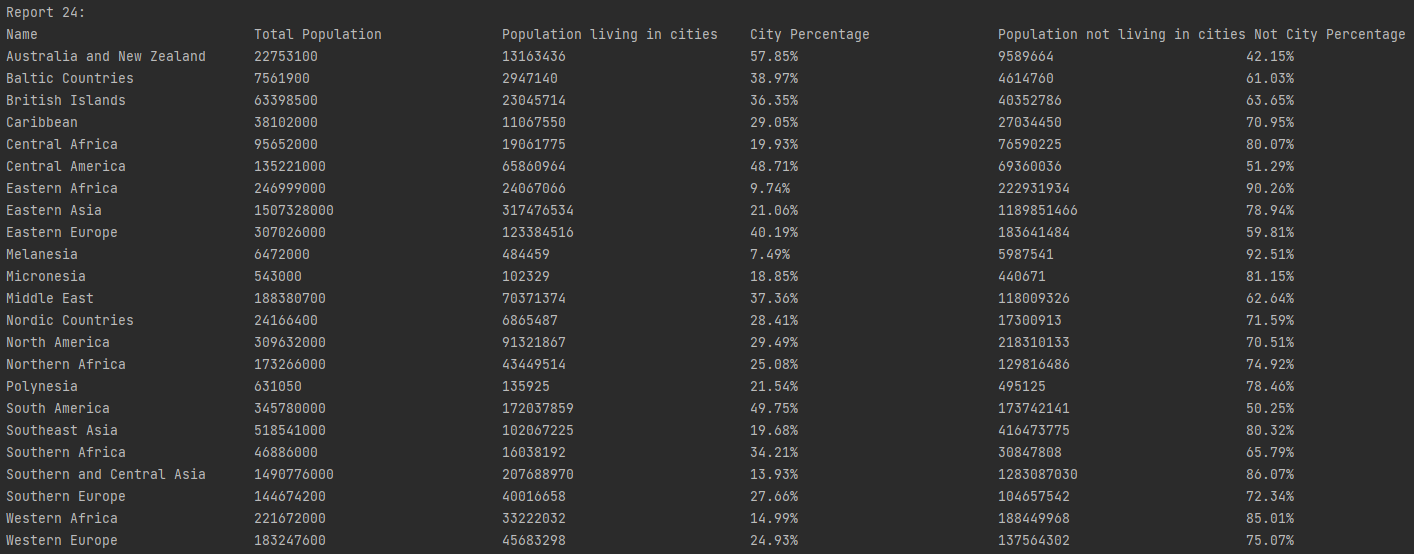 Report 24:
Name Total Population Population living in cities City Percentage Population not living in cities Not City Percentage
Australia and New Zealand 22753100 13163436 57.85% 9589664 42.15%
Baltic Countries 7561900 2947140 38.97% 4614760 61.03%
British Islands 63398500 23045714 36.35% 40352786 63.65%
Caribbean 38102000 11067550 29.05% 27034450 70.95%
Central Africa 95652000 19061775 19.93% 76590225 80.07%
Central America 135221000 65860964 48.71% 69360036 51.29%
Eastern Africa 246999000 24067066 9.74% 222931934 90.26%
Eastern Asia 1507328000 317476534 21.06% 1189851466 78.94%
Eastern Europe 307026000 123384516 40.19% 183641484 59.81%
Melanesia 6472000 484459 7.49% 5987541 92.51%
Micronesia 543000 102329 18.85% 440671 81.15%
Middle East 188380700 70371374 37.36% 118009326 62.64%
Nordic Countries 24166400 6865487 28.41% 17300913 71.59%
North America 309632000 91321867 29.49% 218310133 70.51%
Northern Africa 173266000 43449514 25.08% 129816486 74.92%
Polynesia 631050 135925 21.54% 495125 78.46%
South America 345780000 172037859 49.75% 173742141 50.25%
Southeast Asia 518541000 102067225 19.68% 416473775 80.32%
Southern Africa 46886000 16038192 34.21% 30847808 65.79%
Southern and Central Asia 1490776000 207688970 13.93% 1283087030 86.07%
Southern Europe 144674200 40016658 27.66% 104657542 72.34%
Western Africa 221672000 33222032 14.99% 188449968 85.01%
Western Europe 183247600 45683298 24.93% 137564302 75.07%